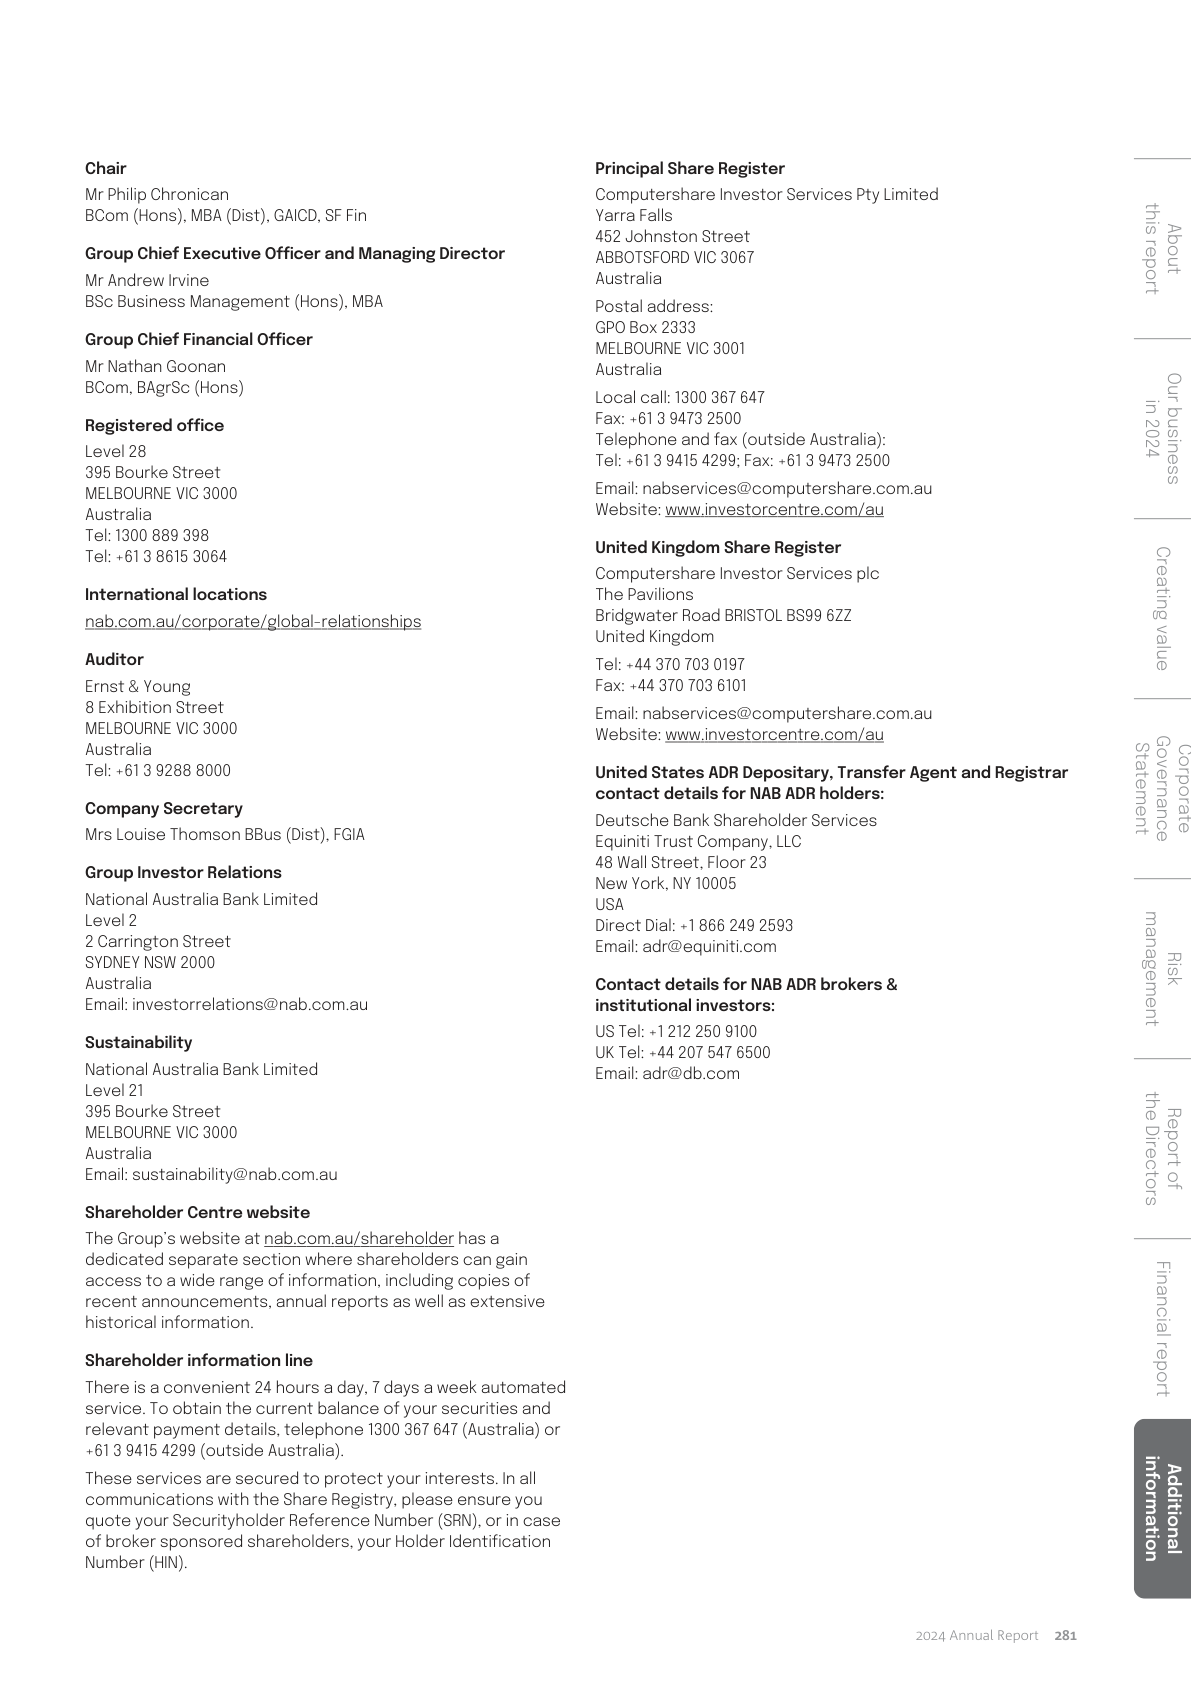 Chair
Mr Philip Chronican
BCom (Hons), MBA (Dist), GAICD, SF Fin
Group Chief Executive Officer and Managing Director
Mr Andrew Irvine
BSc Business Management (Hons), MBA
Group Chief Financial Officer
Mr Nathan Goonan
BCom, BAgrSc (Hons)
Registered office
Level 28
395 Bourke Street
MELBOURNE VIC 3000
Australia
Tel: 1300 889 398
Tel: +61 3 8615 3064
International locations
nab.com.au/corporate/global-relationships
Auditor
Ernst & Young
8 Exhibition Street
MELBOURNE VIC 3000
Australia
Tel: +61 3 9288 8000
Company Secretary
Mrs Louise Thomson BBus (Dist), FGIA
Group Investor Relations
National Australia Bank Limited
Level 2
2 Carrington Street
SYDNEY NSW 2000
Australia
Email: investorrelations@nab.com.au
Sustainability
National Australia Bank Limited
Level 21
395 Bourke Street
MELBOURNE VIC 3000
Australia
Email: sustainability@nab.com.au
Shareholder Centre website
The Group's website at nab.com.au/shareholder has a
dedicated separate section where shareholders can gain
access to a wide range of information, including copies of
recent announcements, annual reports as well as extensive
historical information.
Shareholder information line
There is a convenient 24 hours a day, 7 days a week automated
service. To obtain the current balance of your securities and
relevant payment details, telephone 1300 367 647 (Australia) or
+61 3 9415 4299 (outside Australia).
These services are secured to protect your interests. In all
communications with the Share Registry, please ensure you
quote your Securityholder Reference Number (SRN), or in case
of broker sponsored shareholders, your Holder Identification
Number (HIN).
Principal Share Register
Computershare Investor Services Pty Limited
Yarra Falls
452 Johnston Street
ABBOTSFORD VIC 3067
Australia
Postal address:
GPO Box 2333
MELBOURNE VIC 3001
Australia
Local call: 1300 367 647
Fax: +61 3 9473 2500
Telephone and fax (outside Australia):
Tel: +61 3 9415 4299; Fax: +61 3 9473 2500
Email: nabservices@computershare.com.au
Website: www.investorcentre.com/au
United Kingdom Share Register
Computershare Investor Services plc
The Pavilions
Bridgwater Road BRISTOL BS99 6ZZ
United Kingdom
Tel: +44 370 703 0197
Fax: +44 370 703 6101
Email: nabservices@computershare.com.au
Website: www.investorcentre.com/au
United States ADR Depositary, Transfer Agent and Registrar
contact details for NAB ADR holders:
Deutsche Bank Shareholder Services
Equiniti Trust Company, LLC
48 Wall Street, Floor 23
New York, NY 10005
USA
Direct Dial: +1 866 249 2593
Email: adr@equiniti.com
Contact details for NAB ADR brokers &
institutional investors:
US Tel: +1 212 250 9100
UK Tel: +44 207 547 6500
Email: adr@db.com
About
this report
Our business
in 2024
Creating value
Corporate
Governance
Statement
Risk
management
Report of
the Directors
Financial report
Additional
information
2024 Annual Report 281